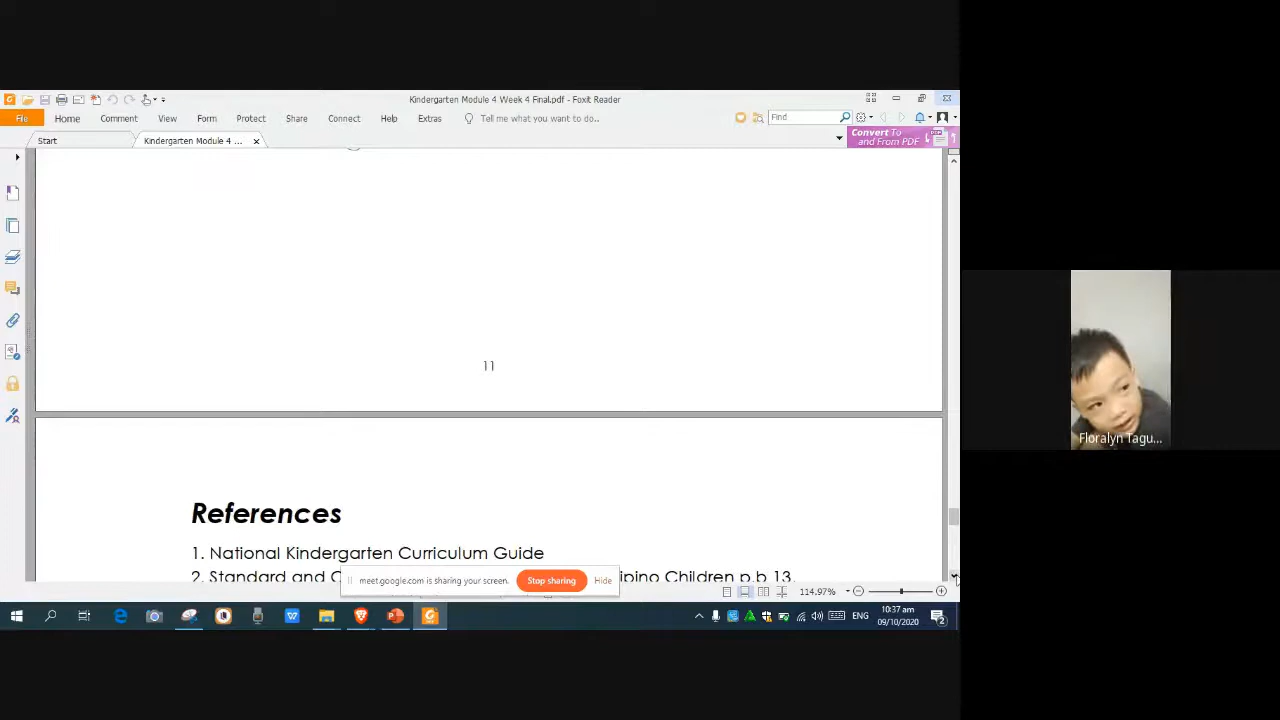 Kindergarten Module 4 Week 4 Final.pdf - Foxit Reader
File Home Comment View Form Protect Share Connect Help Extras Tell me what you want to do.. Find
Start Kindergarten Module 4 ... Convert To
and From PDF
11
References
1. National Kindergarten Curriculum Guide
2. Standard and C
ipino Children p.b 13.
meet.google.com is sharing your screen. Stop sharing Hide
114.97%
ENG 10:37 am
09/10/2020
2
Floralyn Tagu...